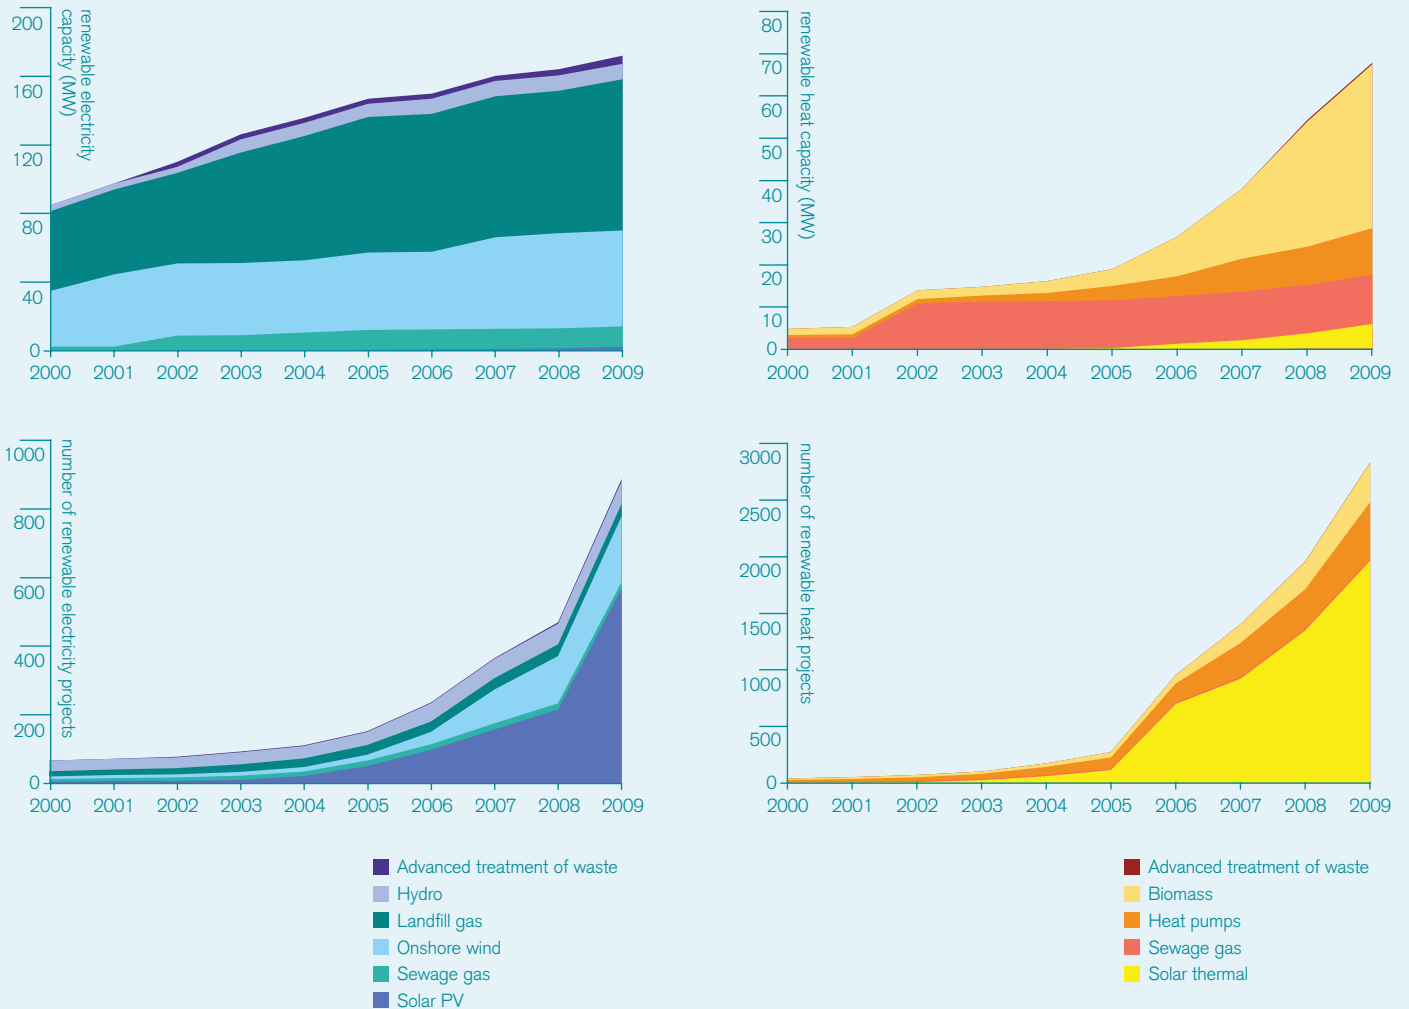 200
160
120
80
40
0
renewable electricity
capacity (MW)
2000 2001 2002 2003 2004 2005 2006 2007 2008 2009
80
70
60
50
40
30
20
10
0
renewable heat capacity (MW)
2000 2001 2002 2003 2004 2005 2006 2007 2008 2009
1000
800
600
400
200
0
number of renewable electricity projects
2000 2001 2002 2003 2004 2005 2006 2007 2008 2009
3000
2500
2000
1500
1000
500
0
number of renewable heat projects
2000 2001 2002 2003 2004 2005 2006 2007 2008 2009
Advanced treatment of waste
Hydro
Landfill gas
Onshore wind
Sewage gas
Solar PV
Advanced treatment of waste
Biomass
Heat pumps
Sewage gas
Solar thermal